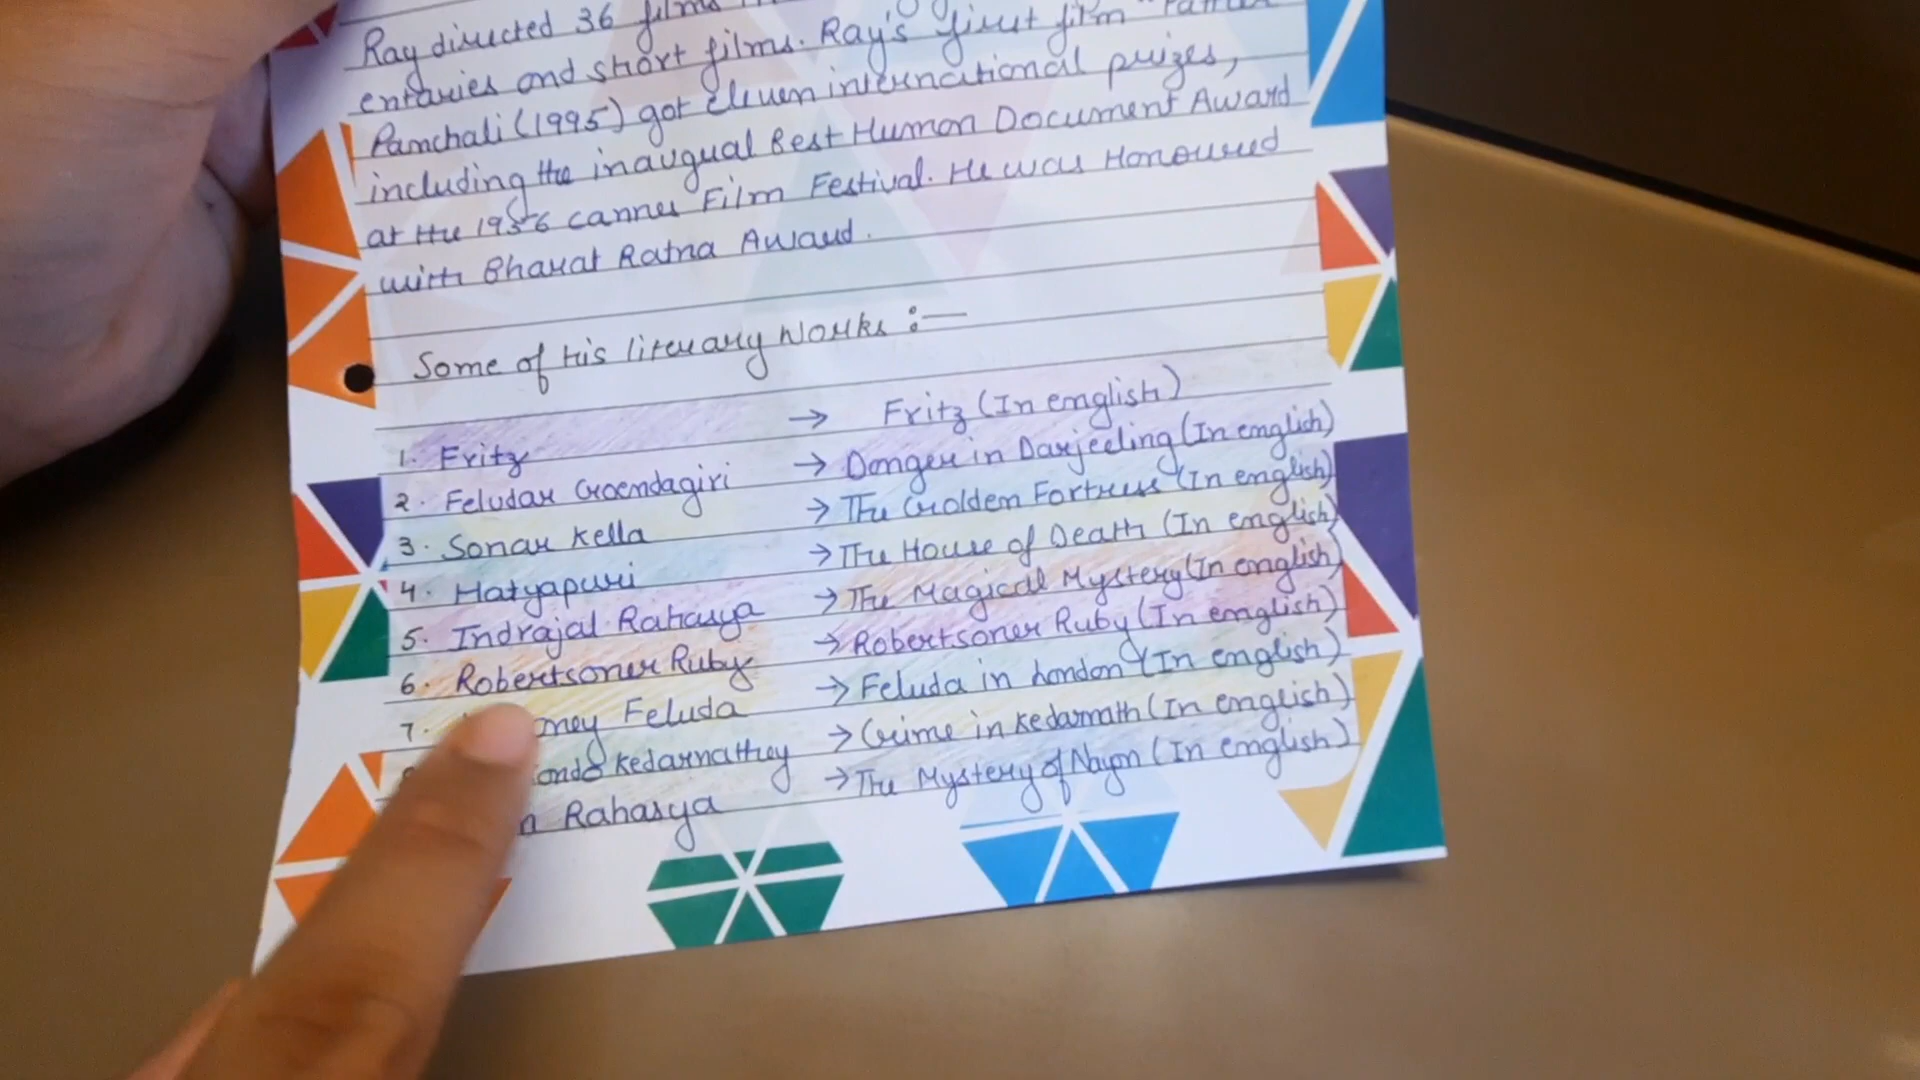 Ray directed 36 films
entaries and short films. Ray's first film "Pather
Panchali (1995) got eleven international prizes,
including the inaugual Best Human Document Award
at the 1956 cannes Film Festival. He was Honoured
with Bharat Ratna Award.
Some of his literary works :—
1. Fritz → Fritz (In english)
2. Feludar Goendagiri → Danger in Darjeeling (In english)
3. Sonar Kella → The Golden Fortress (In english)
4. Hatyapuri → The House of Death (In english)
5. Indrajal Rahasya → The Magical Mystery (In english)
6. Robertsoner Ruby → Robertsoner Ruby (In english)
7. Feluda → Feluda in London (In english)
Kedarnathey → Crime in Kedarnath (In english)
Rahasya → The Mystery of Nayan (In english)